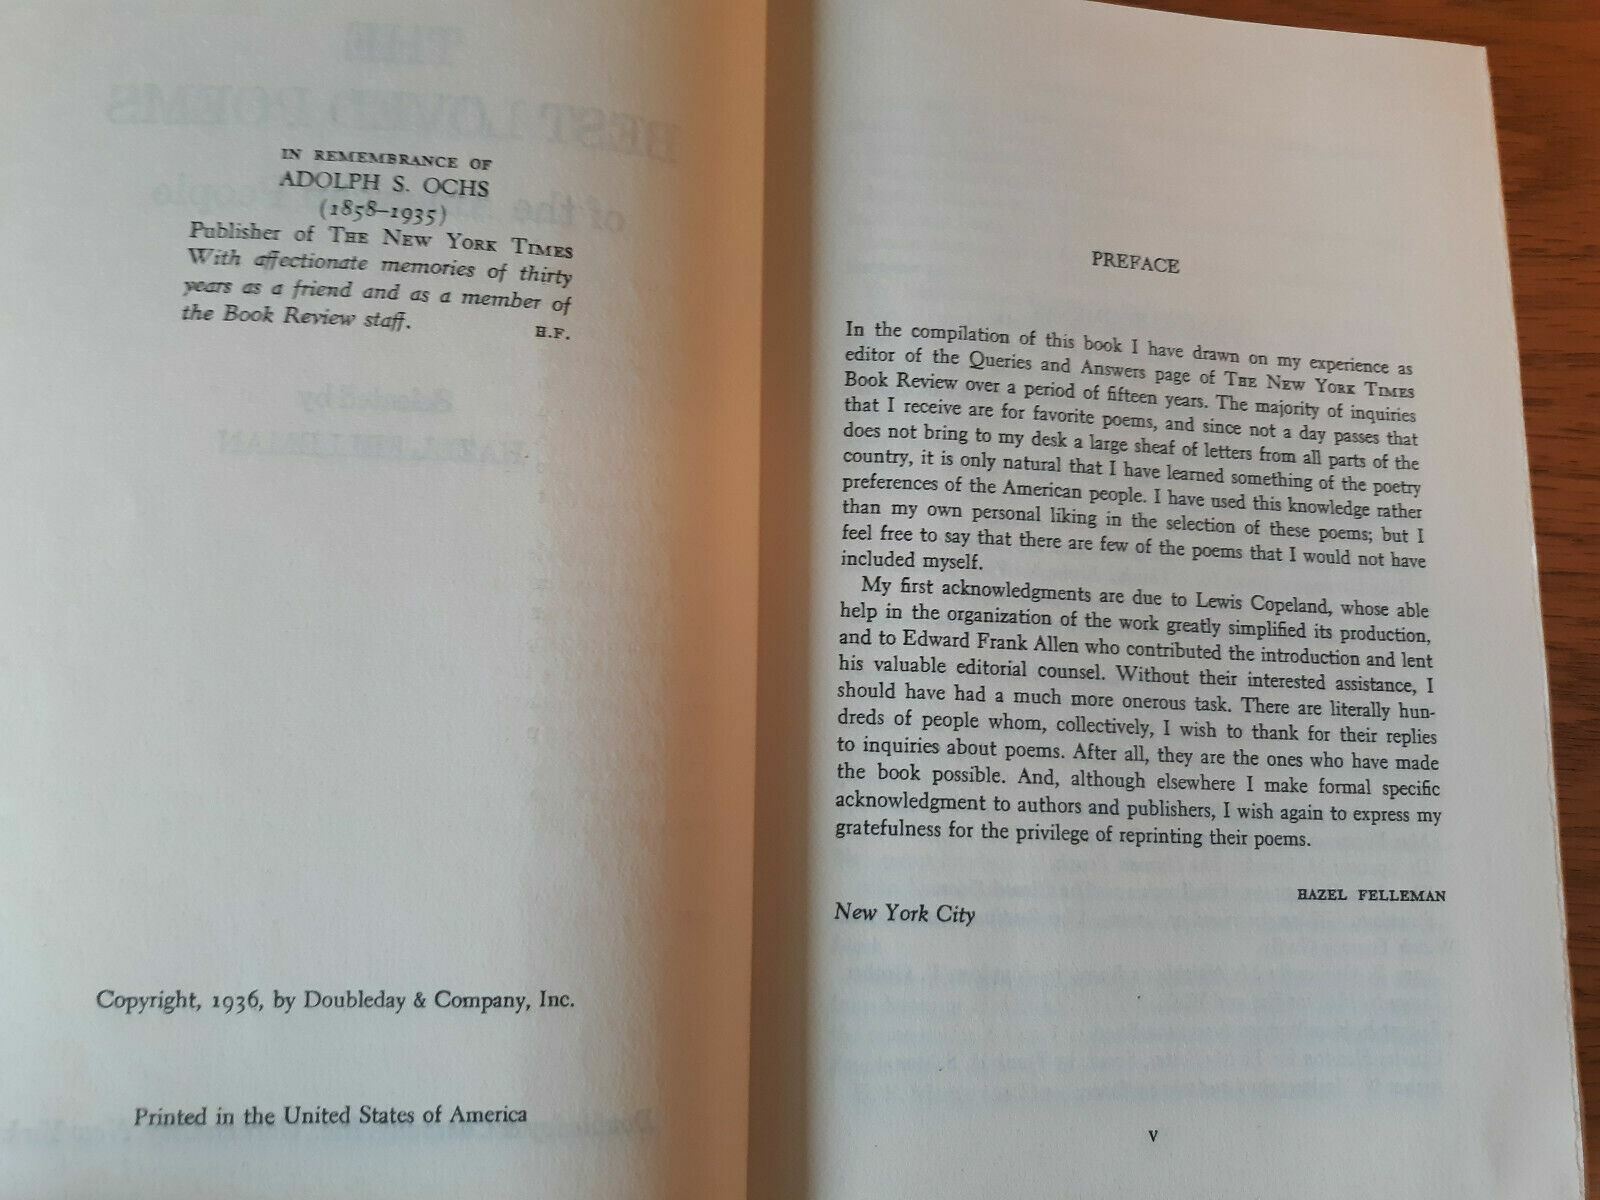 IN REMEMBRANCE OF
ADOLPH S. OCHS
(1858–1935)
Publisher of THE NEW YORK TIMES
With affectionate memories of thirty
years as a friend and as a member of
the Book Review staff. H.F.
Copyright, 1936, by Doubleday & Company, Inc.
Printed in the United States of America
PREFACE
In the compilation of this book I have drawn on my experience as
editor of the Queries and Answers page of THE NEW YORK TIMES
Book Review over a period of fifteen years. The majority of inquiries
that I receive are for favorite poems, and since not a day passes that
does not bring to my desk a large sheaf of letters from all parts of the
country, it is only natural that I have learned something of the poetry
preferences of the American people. I have used this knowledge rather
than my own personal liking in the selection of these poems; but I
feel free to say that there are few of the poems that I would not have
included myself.
My first acknowledgments are due to Lewis Copeland, whose able
help in the organization of the work greatly simplified its production,
and to Edward Frank Allen who contributed the introduction and lent
his valuable editorial counsel. Without their interested assistance, I
should have had a much more onerous task. There are literally hun-
dreds of people whom, collectively, I wish to thank for their replies
to inquiries about poems. After all, they are the ones who have made
the book possible. And, although elsewhere I make formal specific
acknowledgment to authors and publishers, I wish again to express my
gratefulness for the privilege of reprinting their poems.
HAZEL FELLEMAN
New York City
v